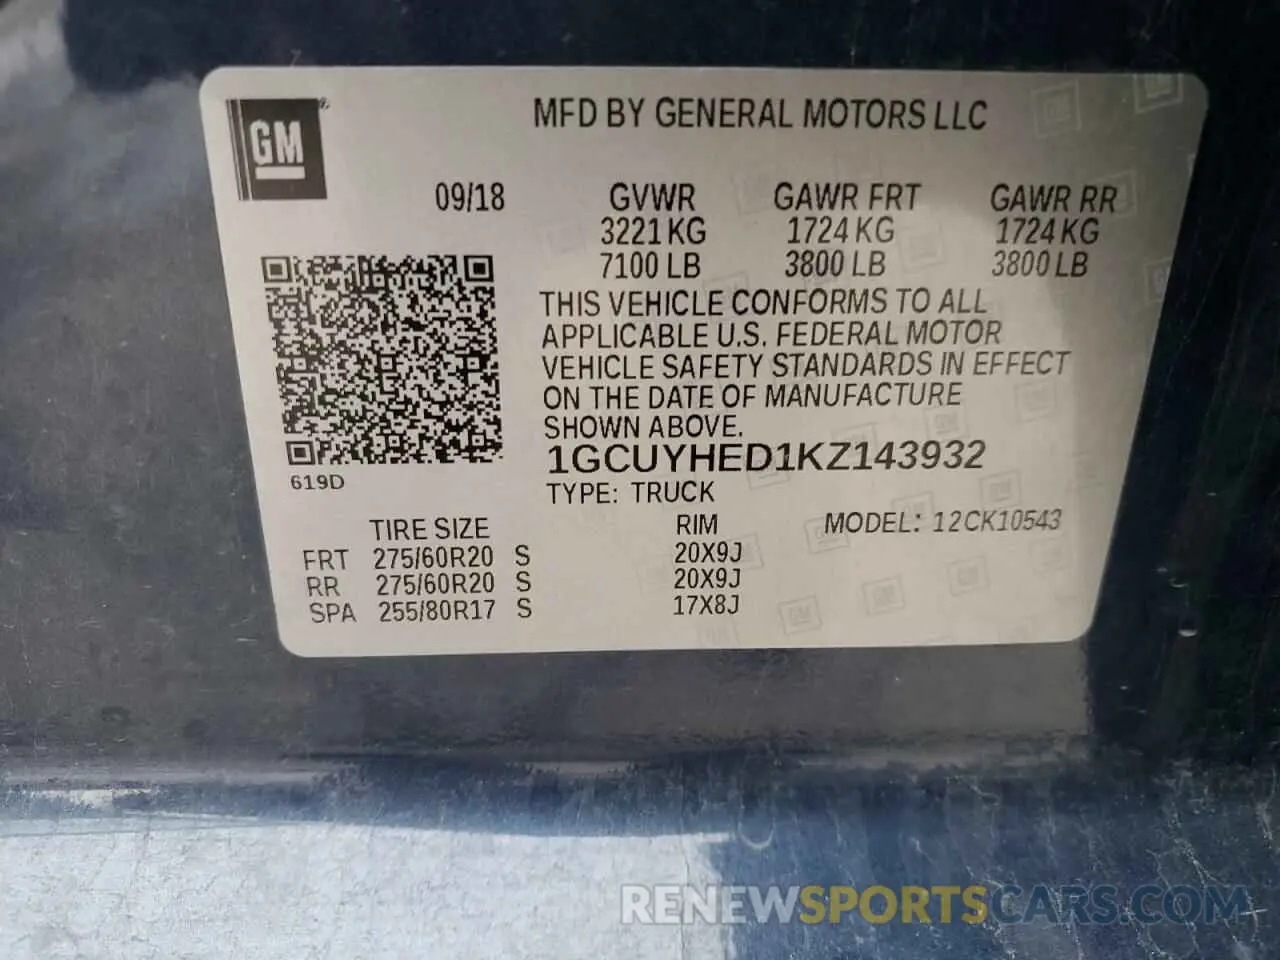 GM®
MFD BY GENERAL MOTORS LLC
09/18 GVWR GAWR FRT GAWR RR
3221 KG 1724 KG 1724 KG
7100 LB 3800 LB 3800 LB
THIS VEHICLE CONFORMS TO ALL
APPLICABLE U.S. FEDERAL MOTOR
VEHICLE SAFETY STANDARDS IN EFFECT
ON THE DATE OF MANUFACTURE
SHOWN ABOVE.
1GCUYHED1KZ143932
619D
TYPE: TRUCK
TIRE SIZE RIM MODEL: 12CK10543
FRT 275/60R20 S 20X9J
RR 275/60R20 S 20X9J
SPA 255/80R17 S 17X8J
RENEWSPORTSCARS.COM